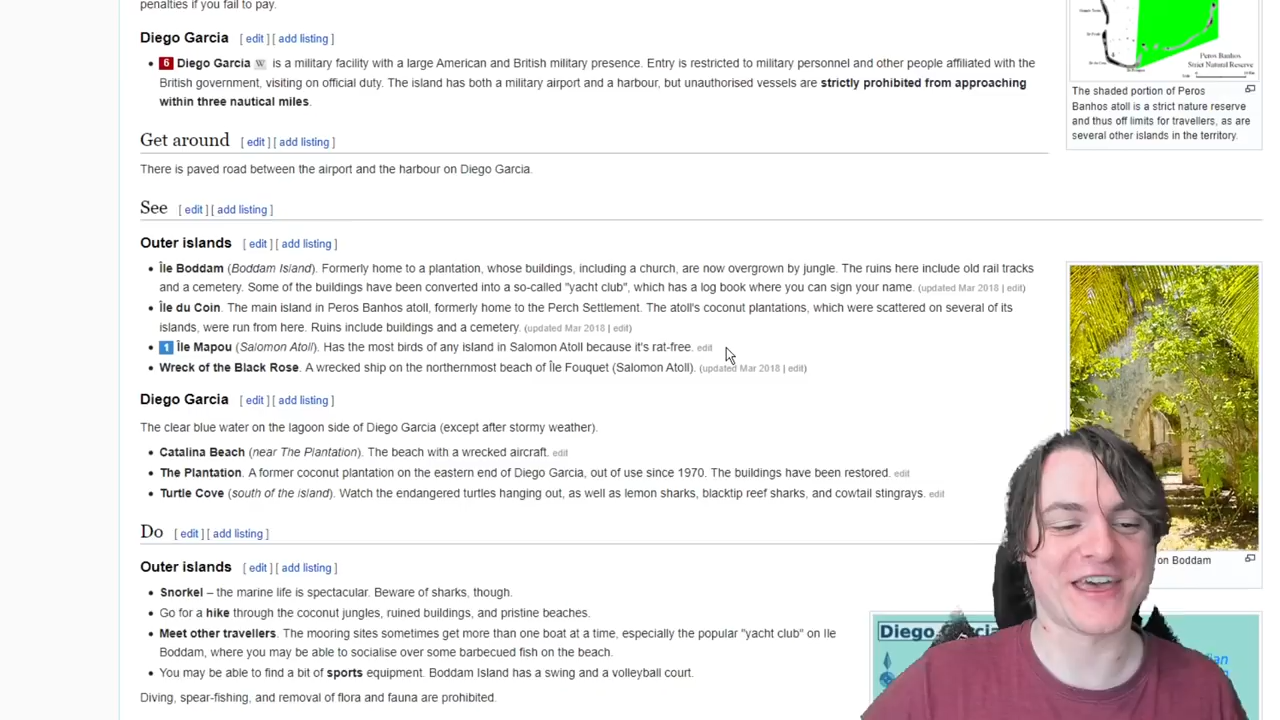 penalties if you fail to pay.
Diego Garcia [ edit ] [ add listing ]
6 Diego Garcia W is a military facility with a large American and British military presence. Entry is restricted to military personnel and other people affiliated with the
British government, visiting on official duty. The island has both a military airport and a harbour, but unauthorised vessels are strictly prohibited from approaching
within three nautical miles.
Get around [ edit ] [ add listing ]
There is paved road between the airport and the harbour on Diego Garcia.
See [ edit ] [ add listing ]
Outer islands [ edit ] [ add listing ]
• Île Boddam (Boddam Island). Formerly home to a plantation, whose buildings, including a church, are now overgrown by jungle. The ruins here include old rail tracks
and a cemetery. Some of the buildings have been converted into a so-called "yacht club", which has a log book where you can sign your name. (updated Mar 2018 | edit)
• Île du Coin. The main island in Peros Banhos atoll, formerly home to the Perch Settlement. The atoll's coconut plantations, which were scattered on several of its
islands, were run from here. Ruins include buildings and a cemetery. (updated Mar 2018 | edit)
• 1 Île Mapou (Salomon Atoll). Has the most birds of any island in Salomon Atoll because it's rat-free. edit
• Wreck of the Black Rose. A wrecked ship on the northernmost beach of Île Fouquet (Salomon Atoll). (updated Mar 2018 | edit)
Diego Garcia [ edit ] [ add listing ]
The clear blue water on the lagoon side of Diego Garcia (except after stormy weather).
• Catalina Beach (near The Plantation). The beach with a wrecked aircraft. edit
• The Plantation. A former coconut plantation on the eastern end of Diego Garcia, out of use since 1970. The buildings have been restored. edit
• Turtle Cove (south of the island). Watch the endangered turtles hanging out, as well as lemon sharks, blacktip reef sharks, and cowtail stingrays. edit
Do [ edit ] [ add listing ]
Outer islands [ edit ] [ add listing ]
• Snorkel – the marine life is spectacular. Beware of sharks, though.
• Go for a hike through the coconut jungles, ruined buildings, and pristine beaches.
• Meet other travellers. The mooring sites sometimes get more than one boat at a time, especially the popular "yacht club" on Ile
Boddam, where you may be able to socialise over some barbecued fish on the beach.
• You may be able to find a bit of sports equipment. Boddam Island has a swing and a volleyball court.
Diving, spear-fishing, and removal of flora and fauna are prohibited.
Peros Banhos
Strict Natural Reserve
The shaded portion of Peros
Banhos atoll is a strict nature reserve
and thus off limits for travellers, as are
several other islands in the territory.
on Boddam
Diego Garcia